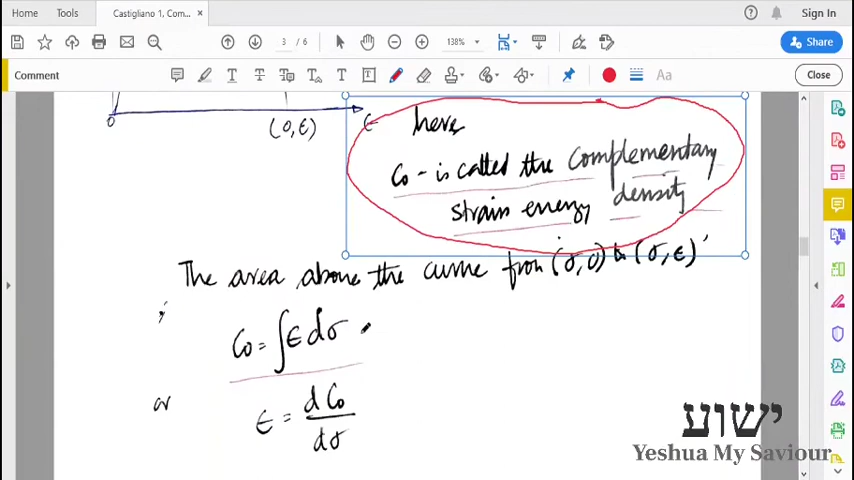 Home
Tools
Castigliano 1, Com...
×
?
Sign In
3 / 6
138%
Share
Comment
T T T T
Aa
Close
0
(0,ε)
ε
here
Co - is called the Complementary
strain energy density
The area above the curve from (σ,0) to (σ,ε)
;
Co = ∫ε dσ
or
ε = dCo
dσ
ישוע
Yeshua My Saviour